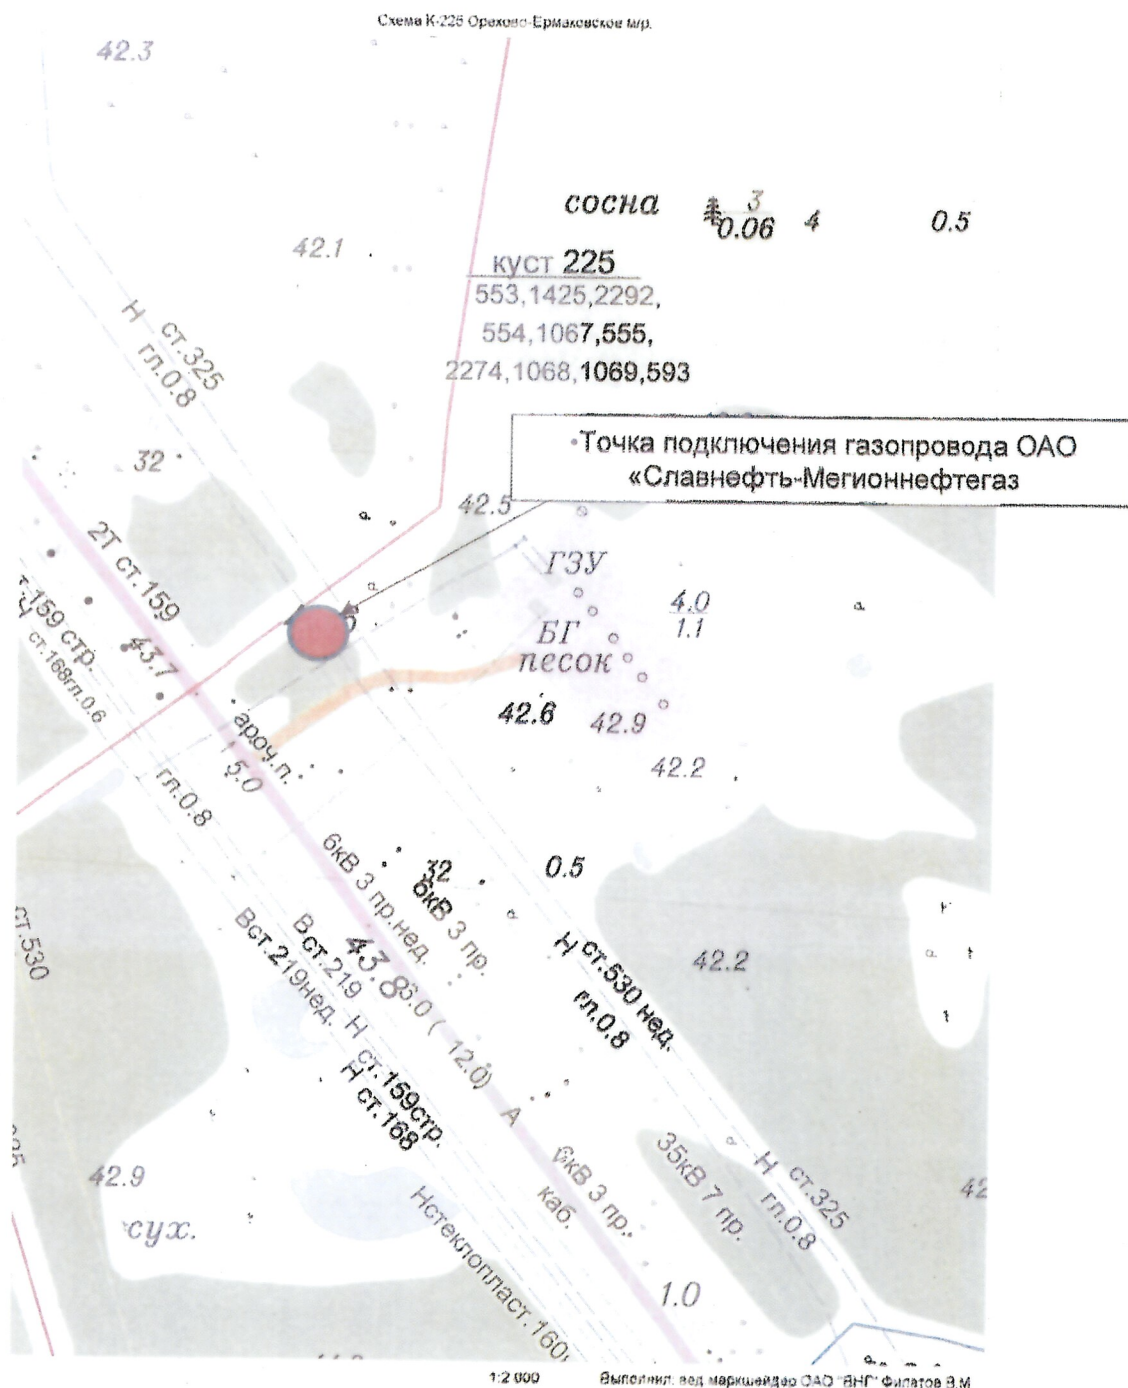 Схема К-225 Орехово-Ермаковское м/р.
42.3
сосна 3 4 0.5
0.06
42.1
куст 225
553,1425,2292,
554,1067,555,
2274,1068,1069,593
Н ст.325
гл.0.8
Точка подключения газопровода ОАО
«Славнефть-Мегионнефтегаз
32
42.5
2Т ст.159
ГЗУ
4.0
1.1
БГ
песок
159 стр.
43.7
ст.168гл.0.6
42.6
42.9
ароч.п.
5.0
42.2
гл.0.8
6кВ 3 пр.нед.
32
6кВ 3 пр.
0.5
ст.530
Вст.219нед.
Вст.219
43.8
Н ст.530 нед.
гл.0.8
42.2
( 12.0)
А
Н ст.159стр.
Н ст.168
42.9
сух.
6кВ 3 пр.
каб.
35кВ 7 пр.
Н ст.325
гл.0.8
42
Нстеклопласт.160
1.0
1:2 000
Выполнил: вед маркшейдер ОАО "ВНГ" Филатов В.М